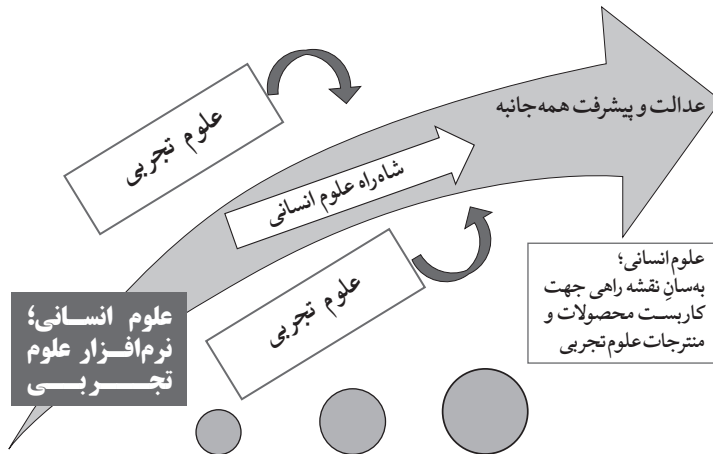 علوم تجربی
عدالت و پیشرفت همه‌جانبه
شاه‌راه علوم انسانی
علوم تجربی
علوم انسانی؛
به‌سانِ نقشه راهی جهت
کاربست محصولات و
منترجات علوم تجربی
علوم انسانی؛
نرم‌افزار علوم
تجربی